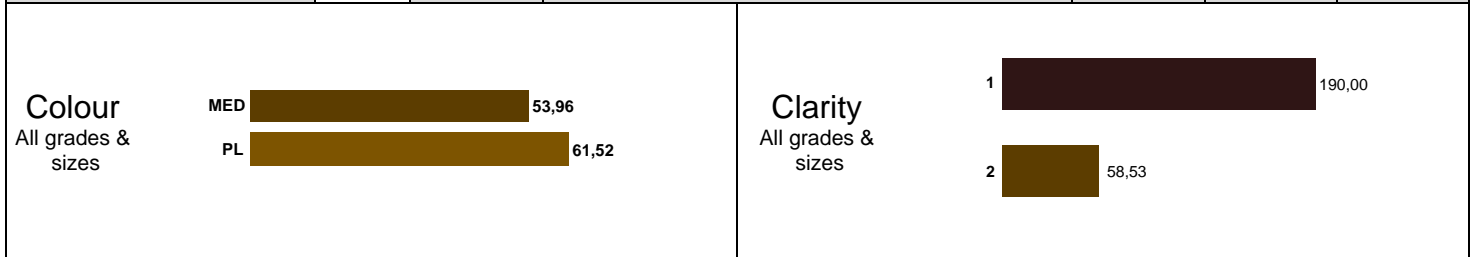 Colour
All grades &
sizes
MED 53,96
PL 61,52
Clarity
All grades &
sizes
1 190,00
2 58,53